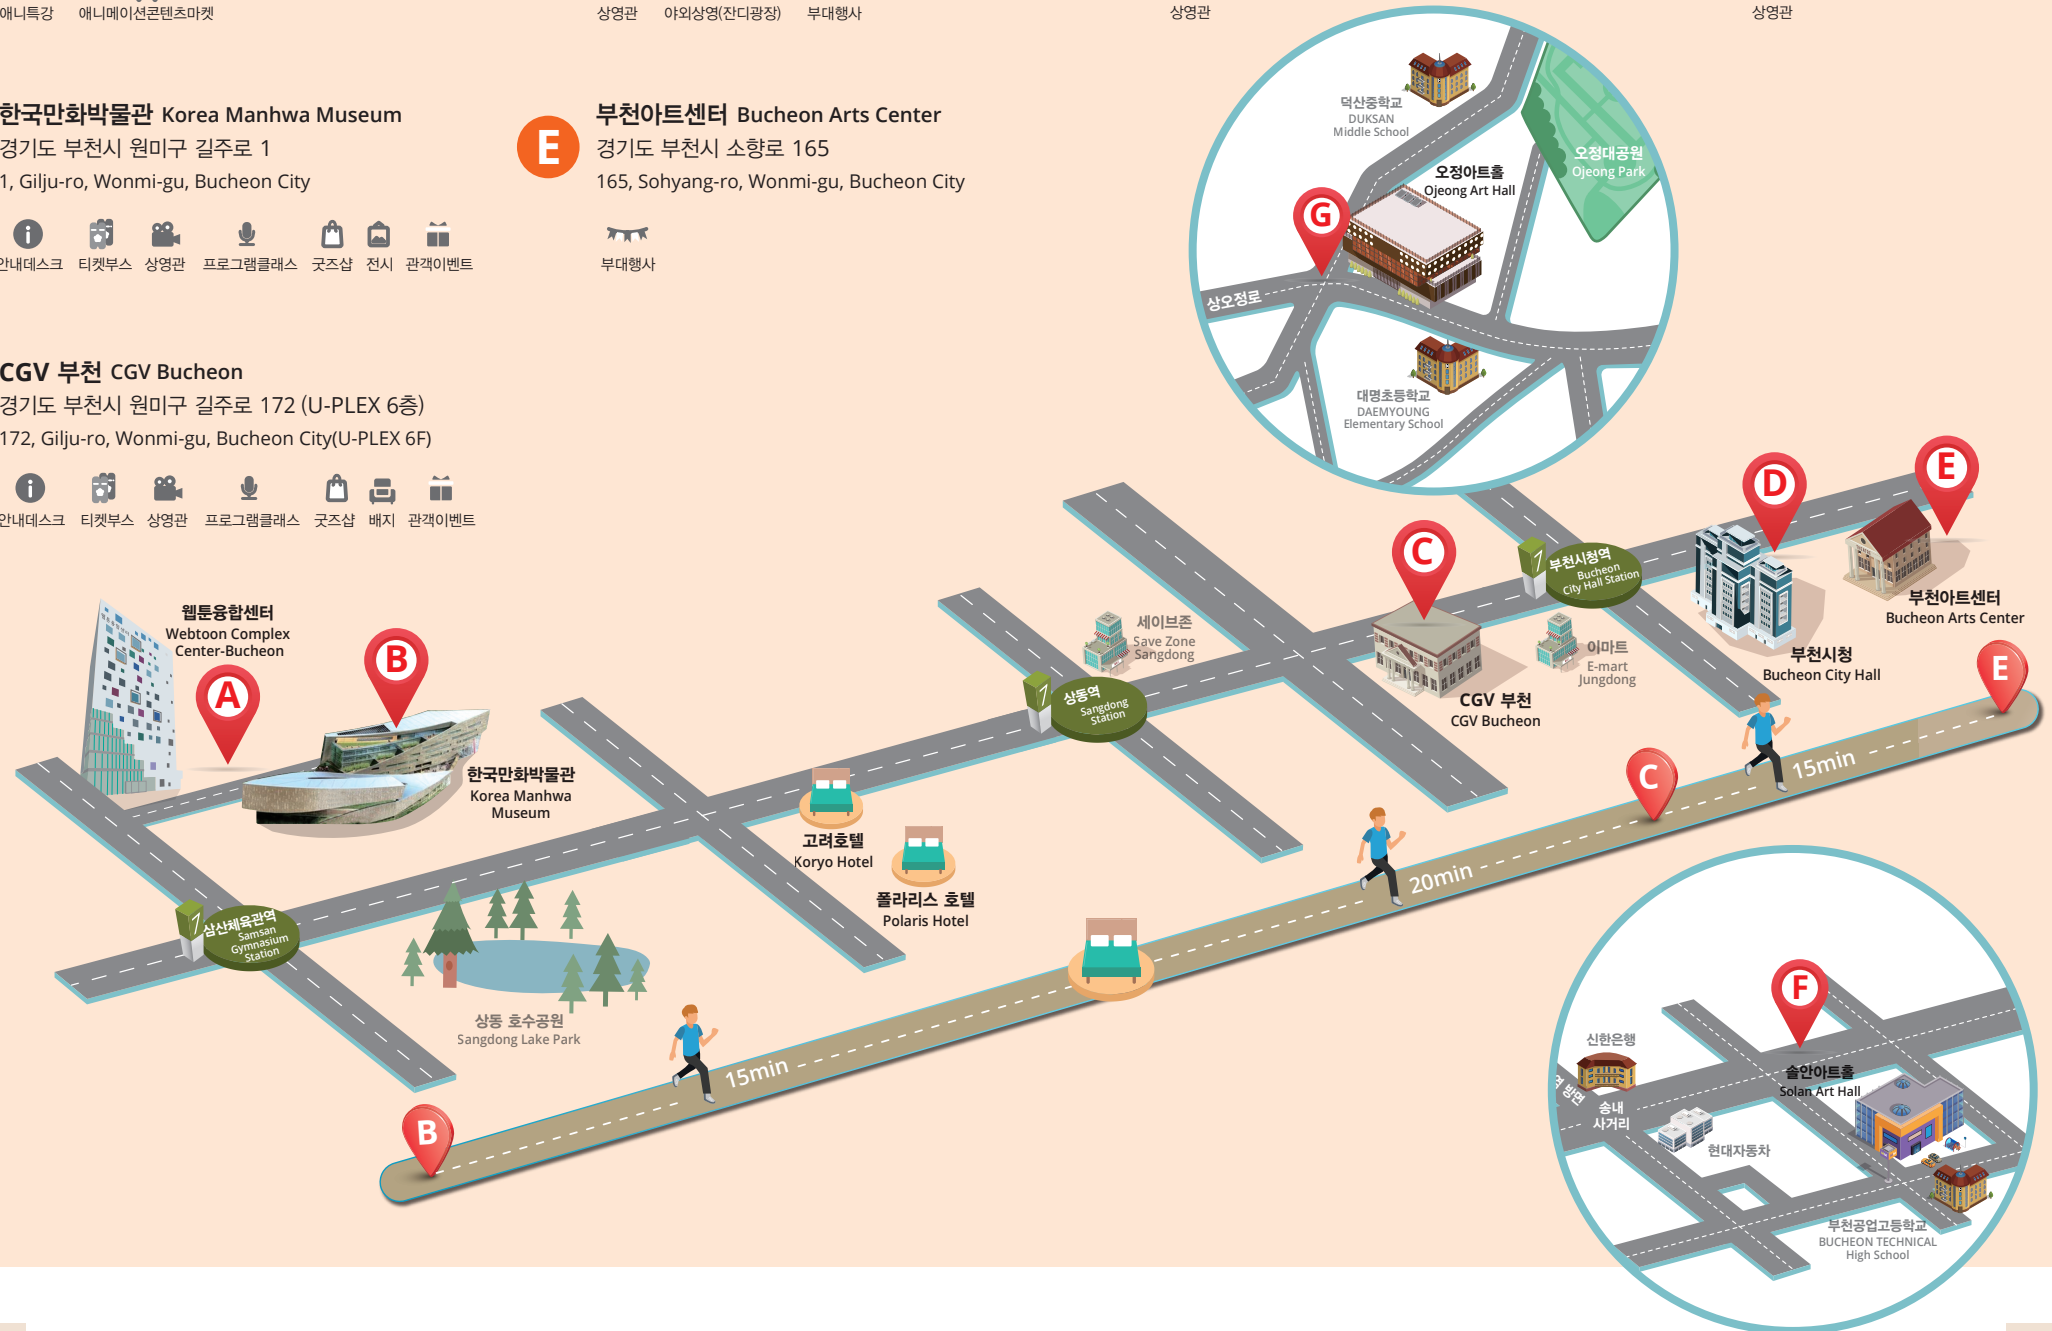 애니특강
애니메이션콘텐츠마켓
상영관
야외상영(잔디광장)
부대행사
상영관
상영관
한국만화박물관 Korea Manhwa Museum
경기도 부천시 원미구 길주로 1
1, Gilju-ro, Wonmi-gu, Bucheon City
안내데스크
티켓부스
상영관
프로그램클래스
굿즈샵
전시
관객이벤트
E
부천아트센터 Bucheon Arts Center
경기도 부천시 소향로 165
165, Sohyang-ro, Wonmi-gu, Bucheon City
부대행사
CGV 부천 CGV Bucheon
경기도 부천시 원미구 길주로 172 (U-PLEX 6층)
172, Gilju-ro, Wonmi-gu, Bucheon City(U-PLEX 6F)
안내데스크
티켓부스
상영관
프로그램클래스
굿즈샵
배지
관객이벤트
덕산중학교
DUKSAN
Middle School
오정대공원
Ojeong Park
오정아트홀
Ojeong Art Hall
G
상오정로
대명초등학교
DAEMYOUNG
Elementary School
웹툰융합센터
Webtoon Complex
Center-Bucheon
A
B
한국만화박물관
Korea Manhwa
Museum
7
삼산체육관역
Samsan
Gymnasium
Station
상동 호수공원
Sangdong Lake Park
고려호텔
Koryo Hotel
폴라리스 호텔
Polaris Hotel
세이브존
Save Zone
Sangdong
7
상동역
Sangdong
Station
C
CGV 부천
CGV Bucheon
7
부천시청역
Bucheon
City Hall Station
이마트
E-mart
Jungdong
D
부천시청
Bucheon City Hall
E
부천아트센터
Bucheon Arts Center
B
15min
20min
C
15min
E
F
신한은행
역 방면
송내
사거리
솔안아트홀
Solan Art Hall
현대자동차
부천공업고등학교
BUCHEON TECHNICAL
High School